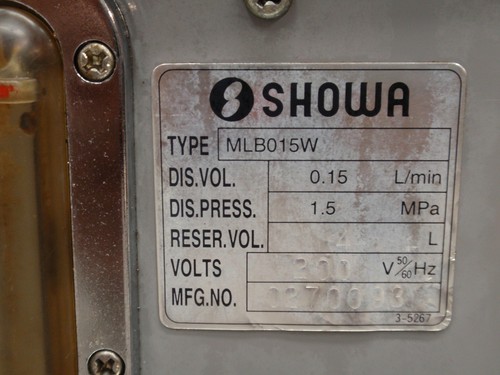 SHOWA
TYPE MLB015W
DIS.VOL. 0.15 L/min
DIS.PRESS. 1.5 MPa
RESER.VOL. L
VOLTS 200 V 50/60 Hz
MFG.NO.
3-5267